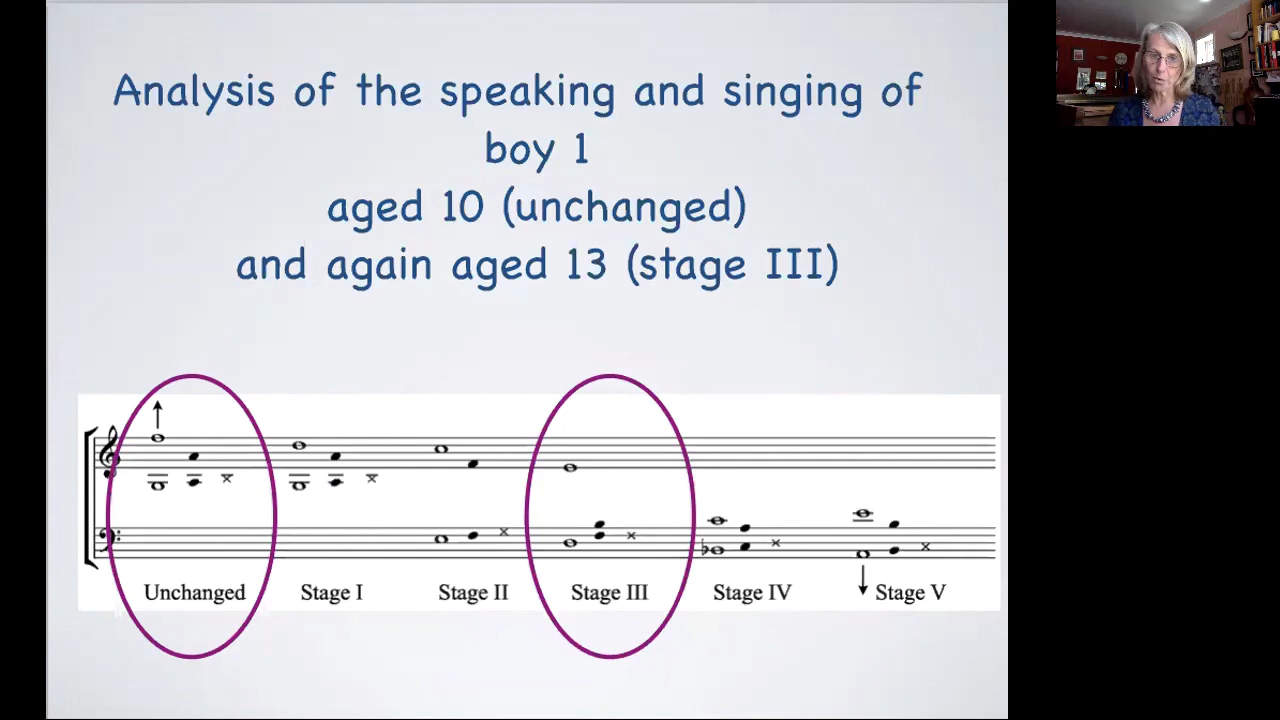 Analysis of the speaking and singing of
boy 1
aged 10 (unchanged)
and again aged 13 (stage III)
Unchanged Stage I Stage II Stage III Stage IV Stage V